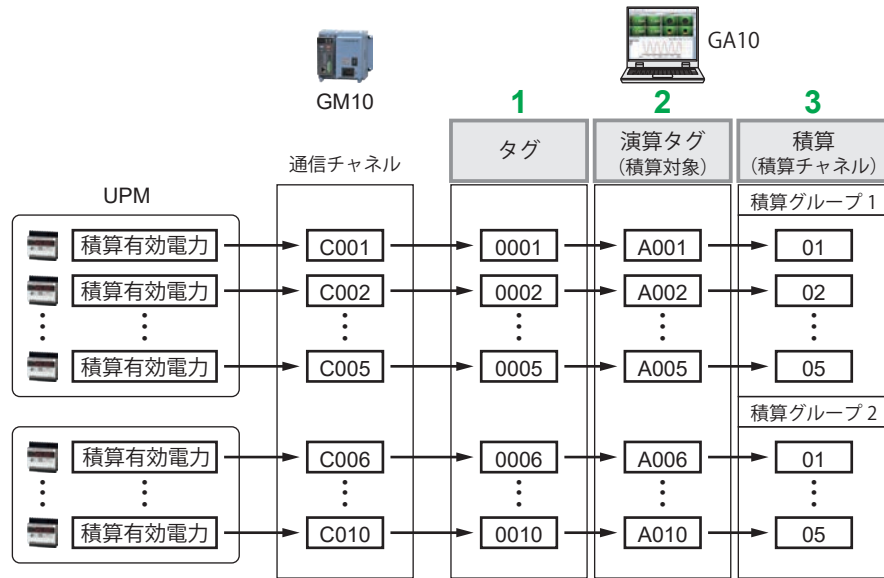 GA10
GM10
1 2 3
タグ 演算タグ 積算
(積算対象) (積算チャネル)
通信チャネル
UPM
積算グループ 1
積算有効電力 C001 0001 A001 01
積算有効電力 C002 0002 A002 02
積算有効電力 C005 0005 A005 05
積算グループ 2
積算有効電力 C006 0006 A006 01
積算有効電力 C010 0010 A010 05